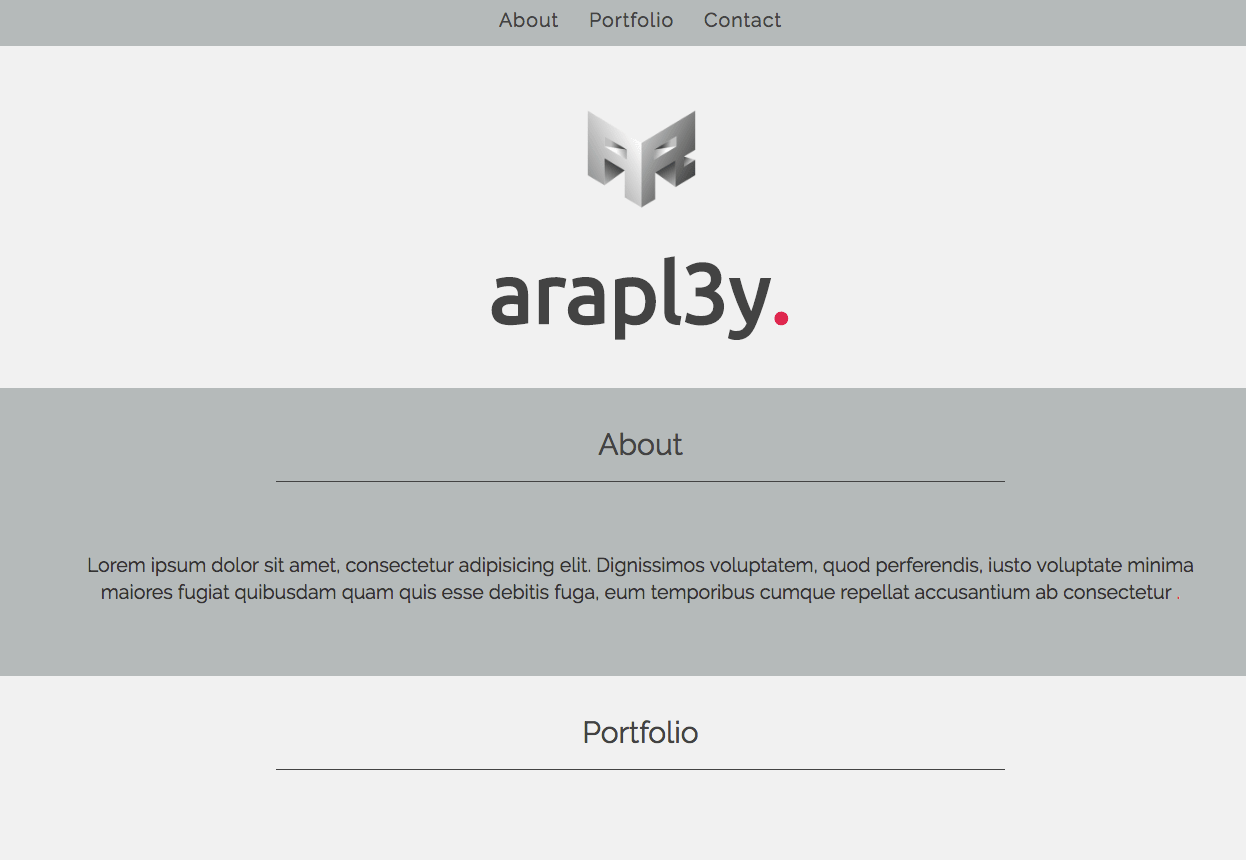 About Portfolio Contact
AR
arapl3y.
About
Lorem ipsum dolor sit amet, consectetur adipisicing elit. Dignissimos voluptatem, quod perferendis, iusto voluptate minima
maiores fugiat quibusdam quam quis esse debitis fuga, eum temporibus cumque repellat accusantium ab consectetur .
Portfolio